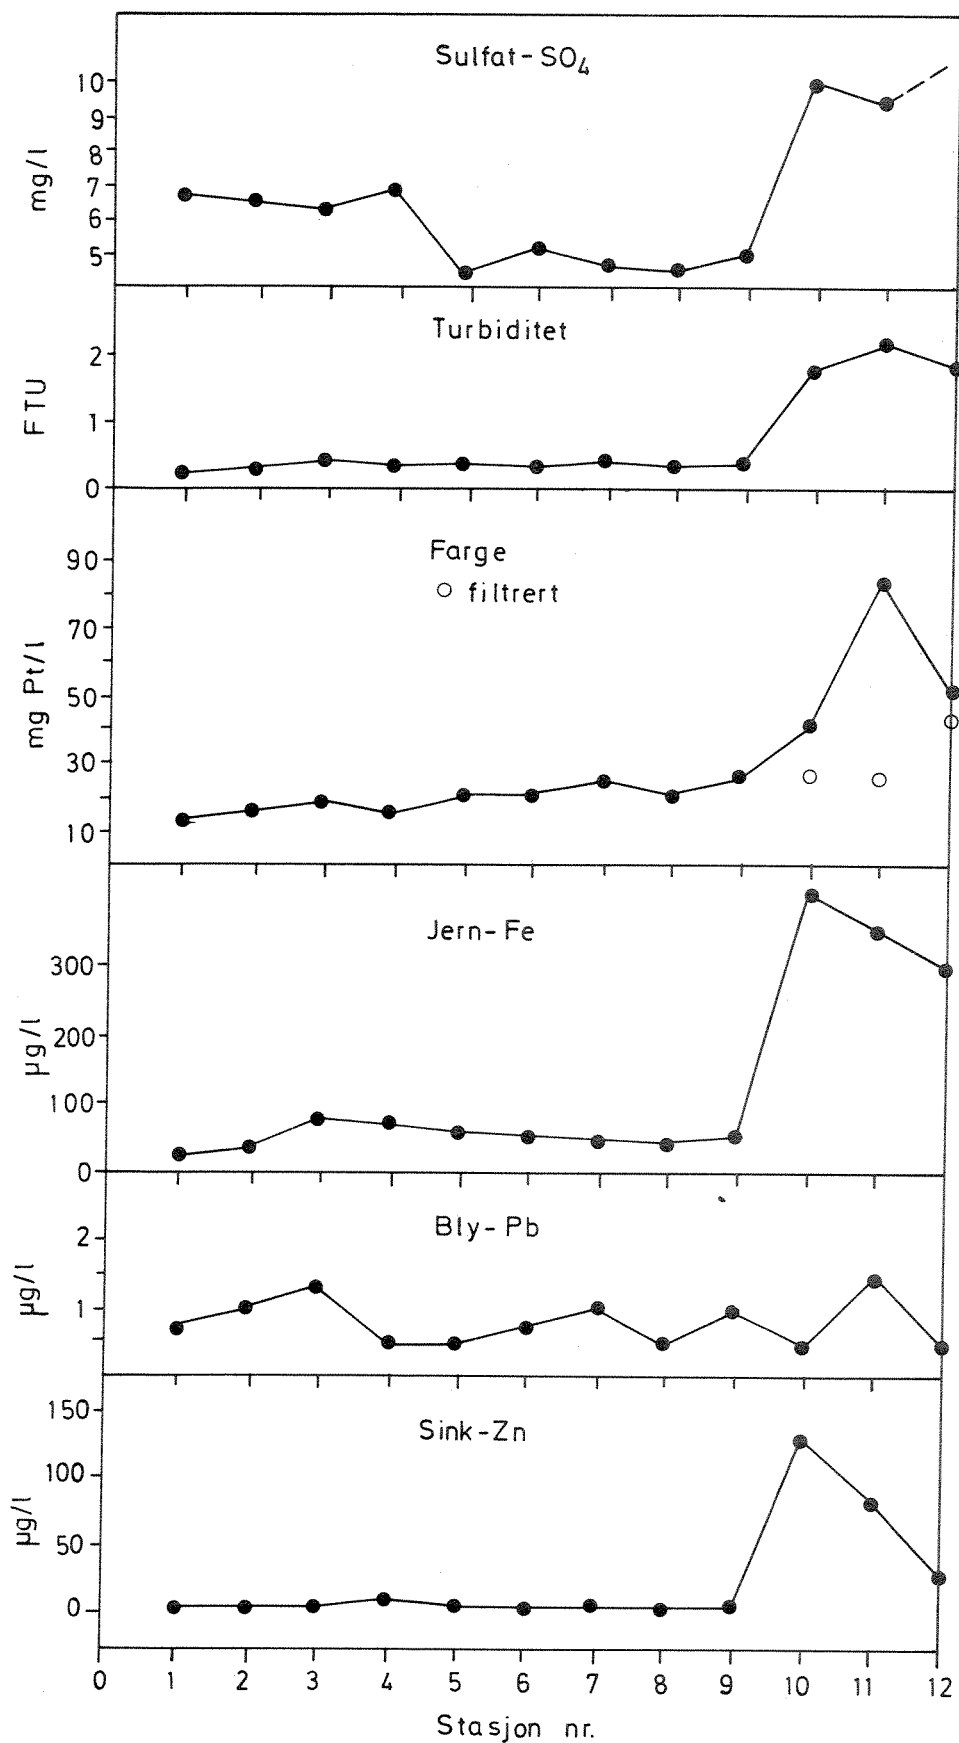 Sulfat-SO4
10
9
8
7
6
5
mg/l
Turbiditet
2
1
0
FTU
Farge
○ filtrert
90
70
50
30
10
mg Pt/l
Jern-Fe
300
200
100
0
µg/l
Bly-Pb
2
1
µg/l
Sink-Zn
150
100
50
0
µg/l
0 1 2 3 4 5 6 7 8 9 10 11 12
Stasjon nr.